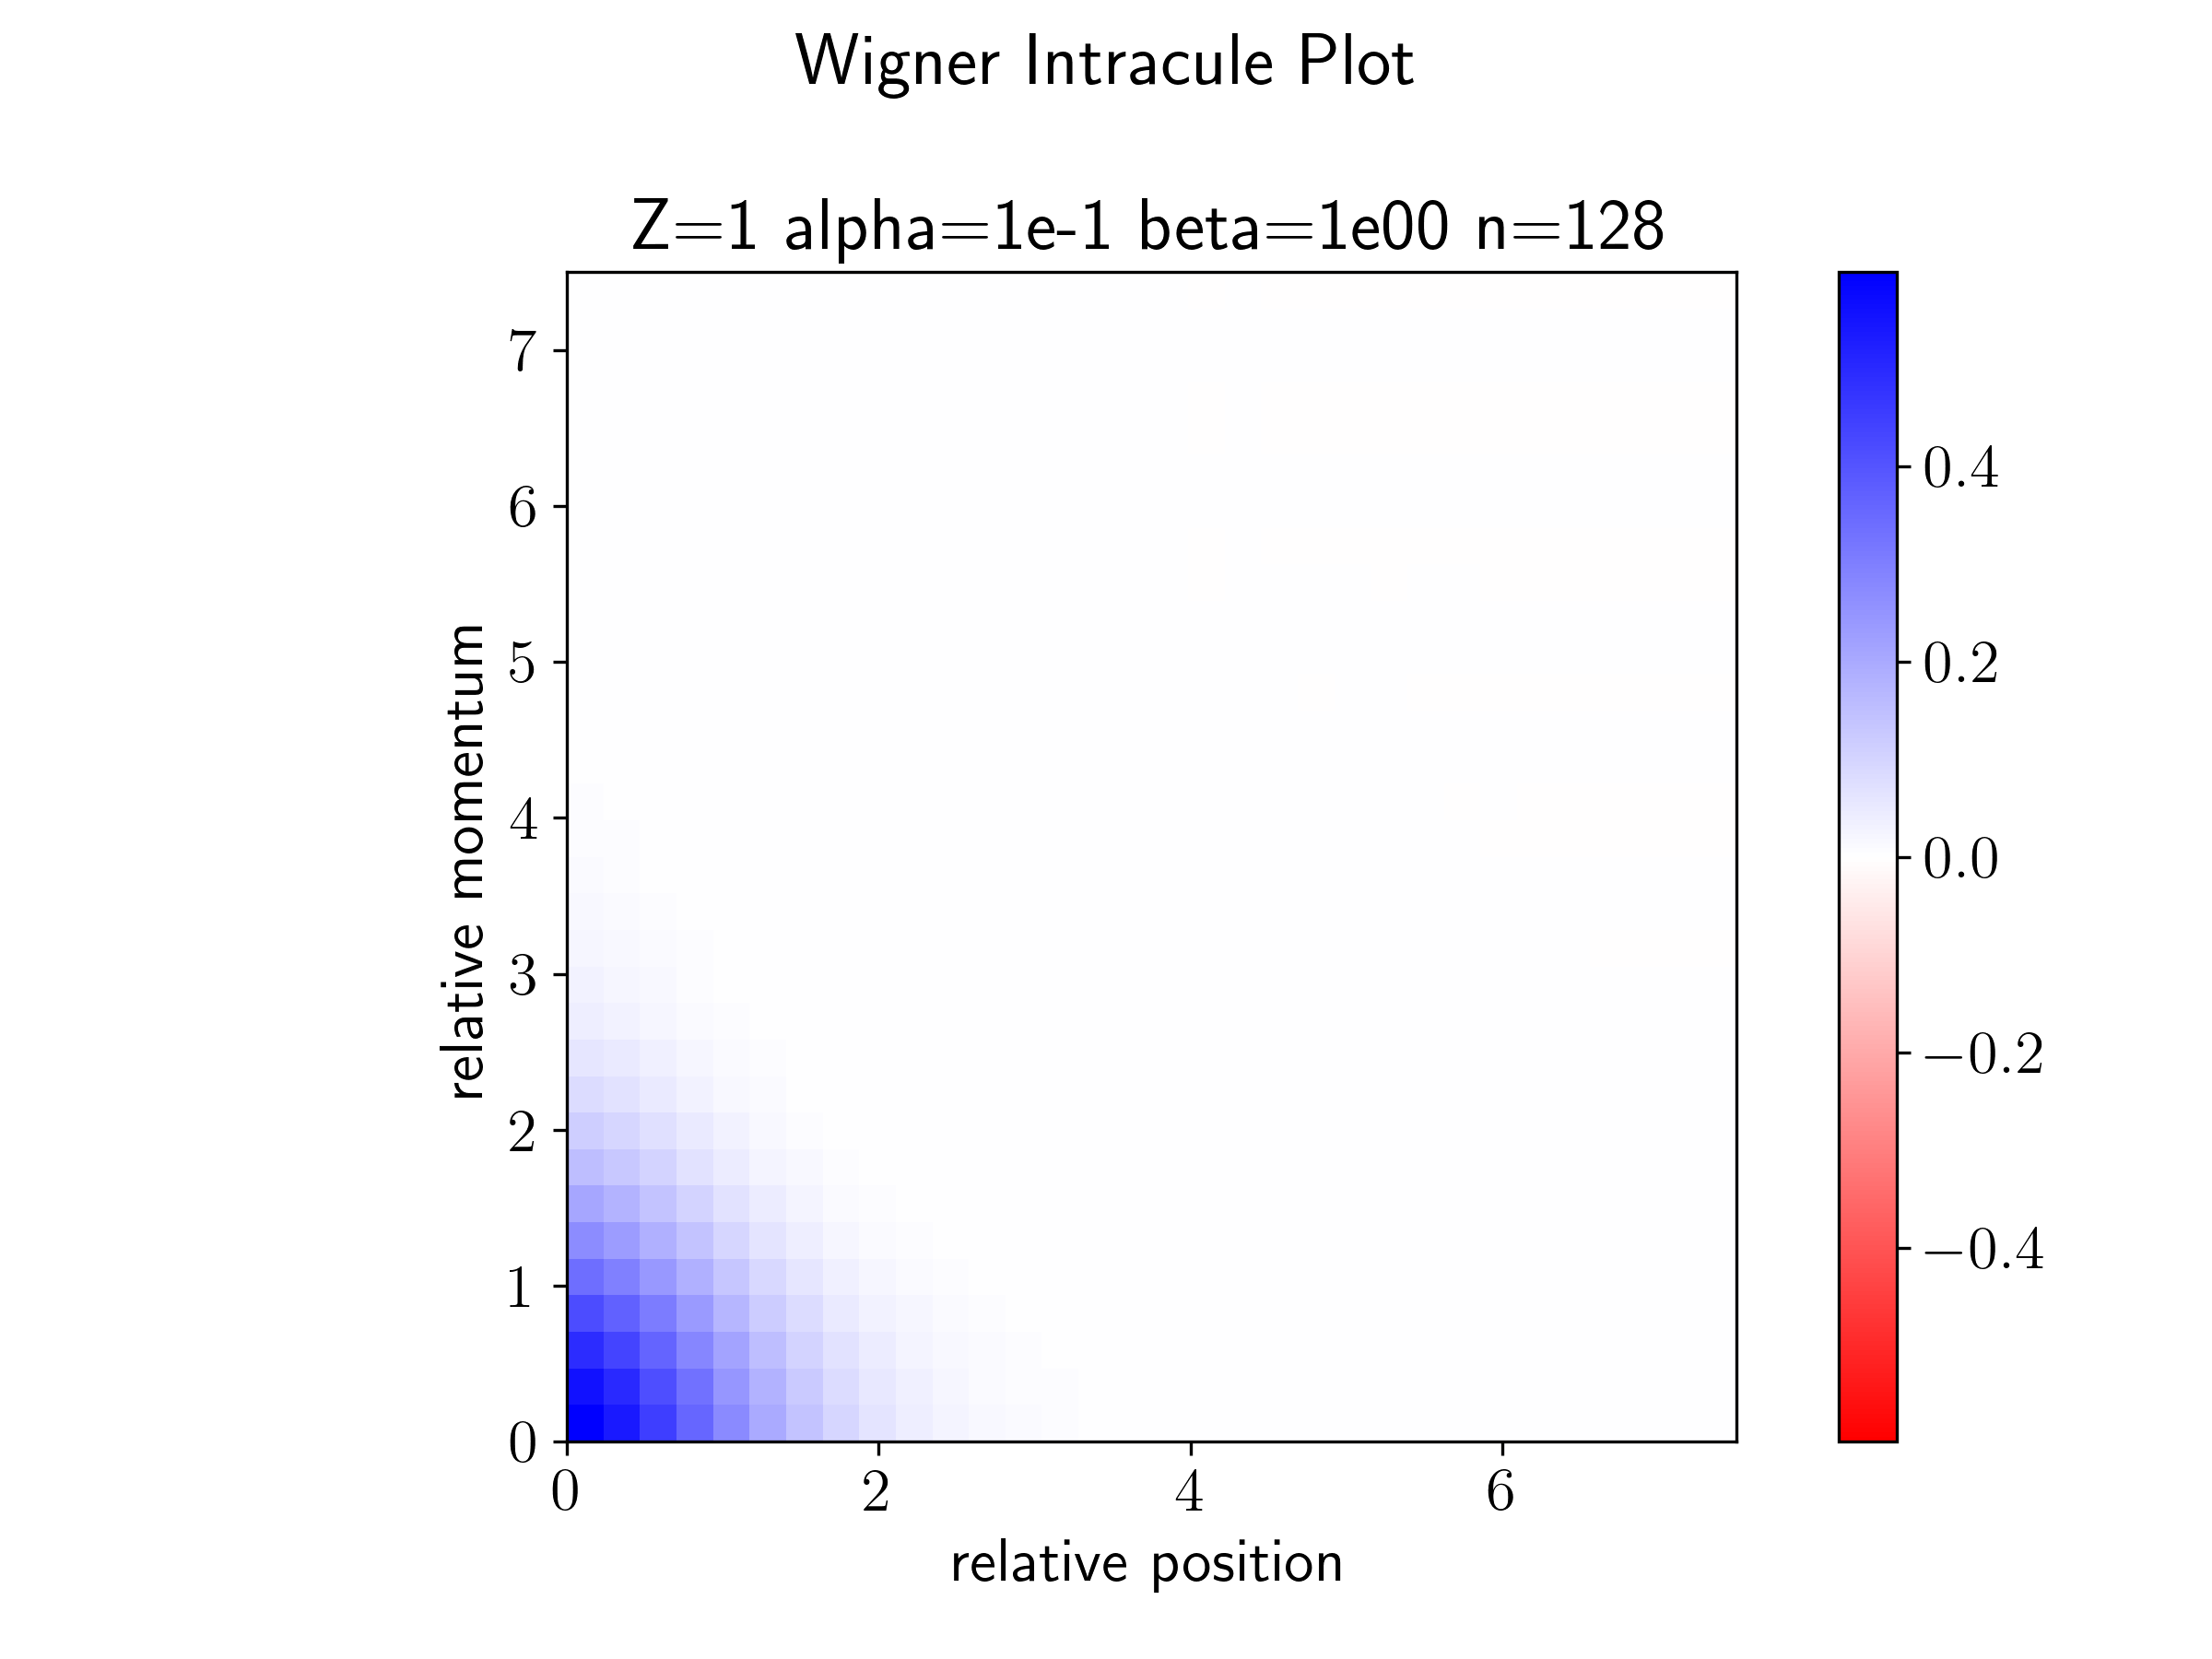 Wigner Intracule Plot
Z=1 alpha=1e-1 beta=1e00 n=128
7
6
5
4
3
2
1
0
relative momentum
0 2 4 6
relative position
0.4
0.2
0.0
−0.2
−0.4